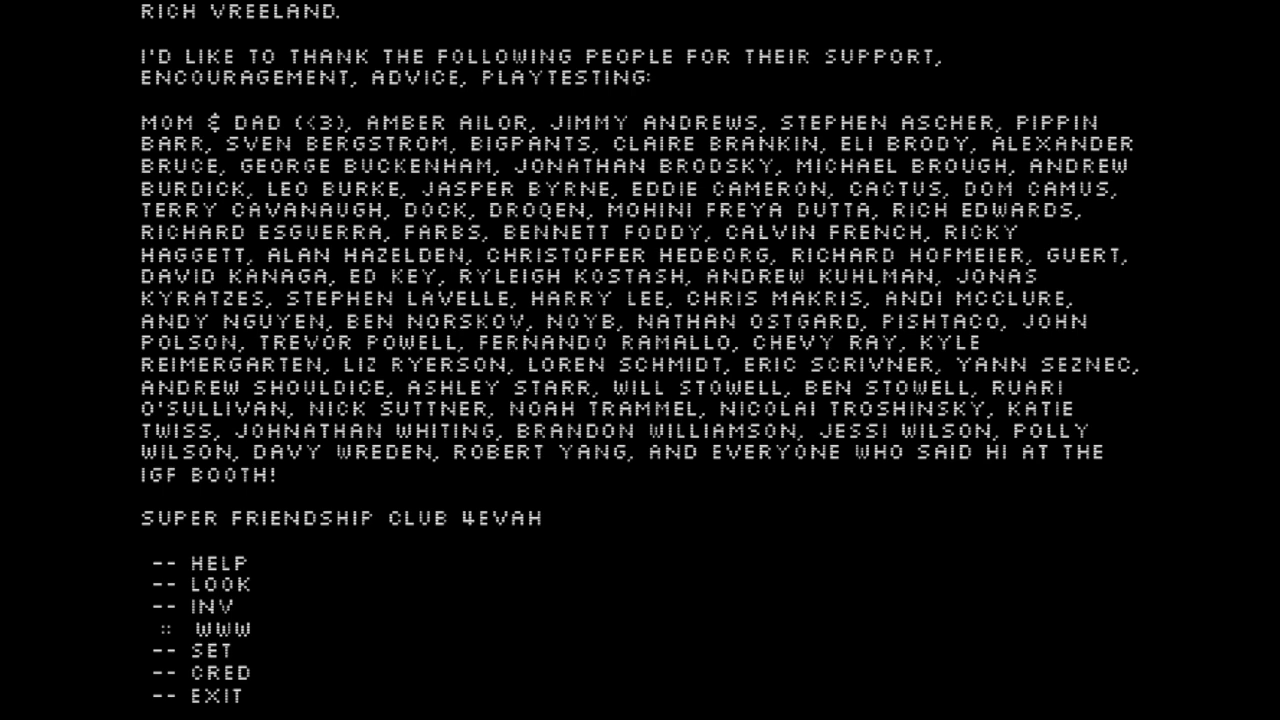 RICH VREELAND.
I'D LIKE TO THANK THE FOLLOWING PEOPLE FOR THEIR SUPPORT,
ENCOURAGEMENT, ADVICE, PLAYTESTING:
MOM & DAD (<3), AMBER AILOR, JIMMY ANDREWS, STEPHEN ASCHER, PIPPIN
BARR, SVEN BERGSTROM, BIGPANTS, CLAIRE BRANKIN, ELI BRODY, ALEXANDER
BRUCE, GEORGE BUCKENHAM, JONATHAN BRODSKY, MICHAEL BROUGH, ANDREW
BURDICK, LEO BURKE, JASPER BYRNE, EDDIE CAMERON, CACTUS, DOM CAMUS,
TERRY CAVANAUGH, DOCK, DROQEN, MOHINI FREYA DUTTA, RICH EDWARDS,
RICHARD ESGUERRA, FARBS, BENNETT FODDY, CALVIN FRENCH, RICKY
HAGGETT, ALAN HAZELDEN, CHRISTOFFER HEDBORG, RICHARD HOFMEIER, GUERT,
DAVID KANAGA, ED KEY, RYLEIGH KOSTASH, ANDREW KUHLMAN, JONAS
KYRATZES, STEPHEN LAVELLE, HARRY LEE, CHRIS MAKRIS, ANDI MCCLURE,
ANDY NGUYEN, BEN NORSKOV, NOYB, NATHAN OSTGARD, PISHTACO, JOHN
POLSON, TREVOR POWELL, FERNANDO RAMALLO, CHEVY RAY, KYLE
REIMERGARTEN, LIZ RYERSON, LOREN SCHMIDT, ERIC SCRIVNER, YANN SEZNEC,
ANDREW SHOULDICE, ASHLEY STARR, WILL STOWELL, BEN STOWELL, RUARI
O'SULLIVAN, NICK SUTTNER, NOAH TRAMMEL, NICOLAI TROSHINSKY, KATIE
TWISS, JOHNATHAN WHITING, BRANDON WILLIAMSON, JESSI WILSON, POLLY
WILSON, DAVY WREDEN, ROBERT YANG, AND EVERYONE WHO SAID HI AT THE
IGF BOOTH!
SUPER FRIENDSHIP CLUB 4EVAH
-- HELP
-- LOOK
-- INV
:: WWW
-- SET
-- CRED
-- EXIT